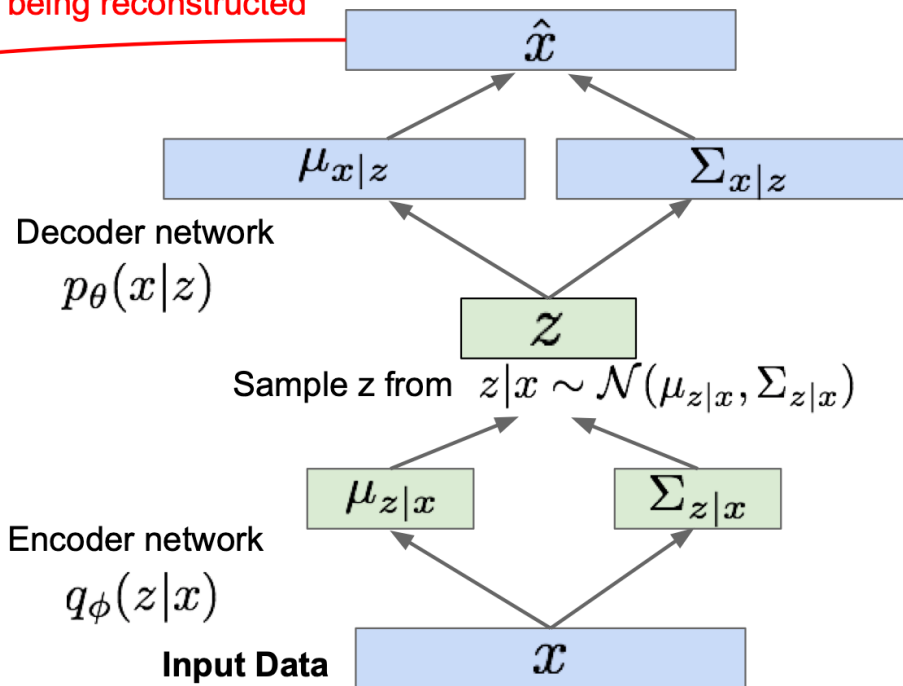 being reconstructed
x̂
μ_{x|z}
Σ_{x|z}
Decoder network
p_θ(x|z)
z
Sample z from z|x ∼ 𝒩(μ_{z|x}, Σ_{z|x})
μ_{z|x}
Σ_{z|x}
Encoder network
q_ϕ(z|x)
Input Data
x